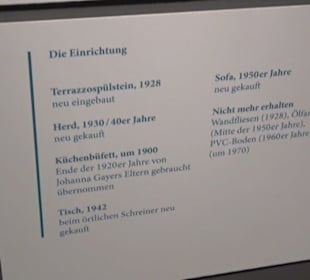 Die Einrichtung
Terrazzospülstein, 1928
neu eingebaut
Herd, 1930/40er Jahre
neu gekauft
Küchenbüfett, um 1900
Ende der 1920er Jahre von
Johanna Gayers Eltern gebraucht
übernommen
Tisch, 1942
beim örtlichen Schreiner neu
gekauft
Sofa, 1950er Jahre
neu gekauft
Nicht mehr erhalten
Wandfliesen (1928),
(Mitte der 1950er Jahre),
PVC-Boden (1960er Jahre
(um 1970)